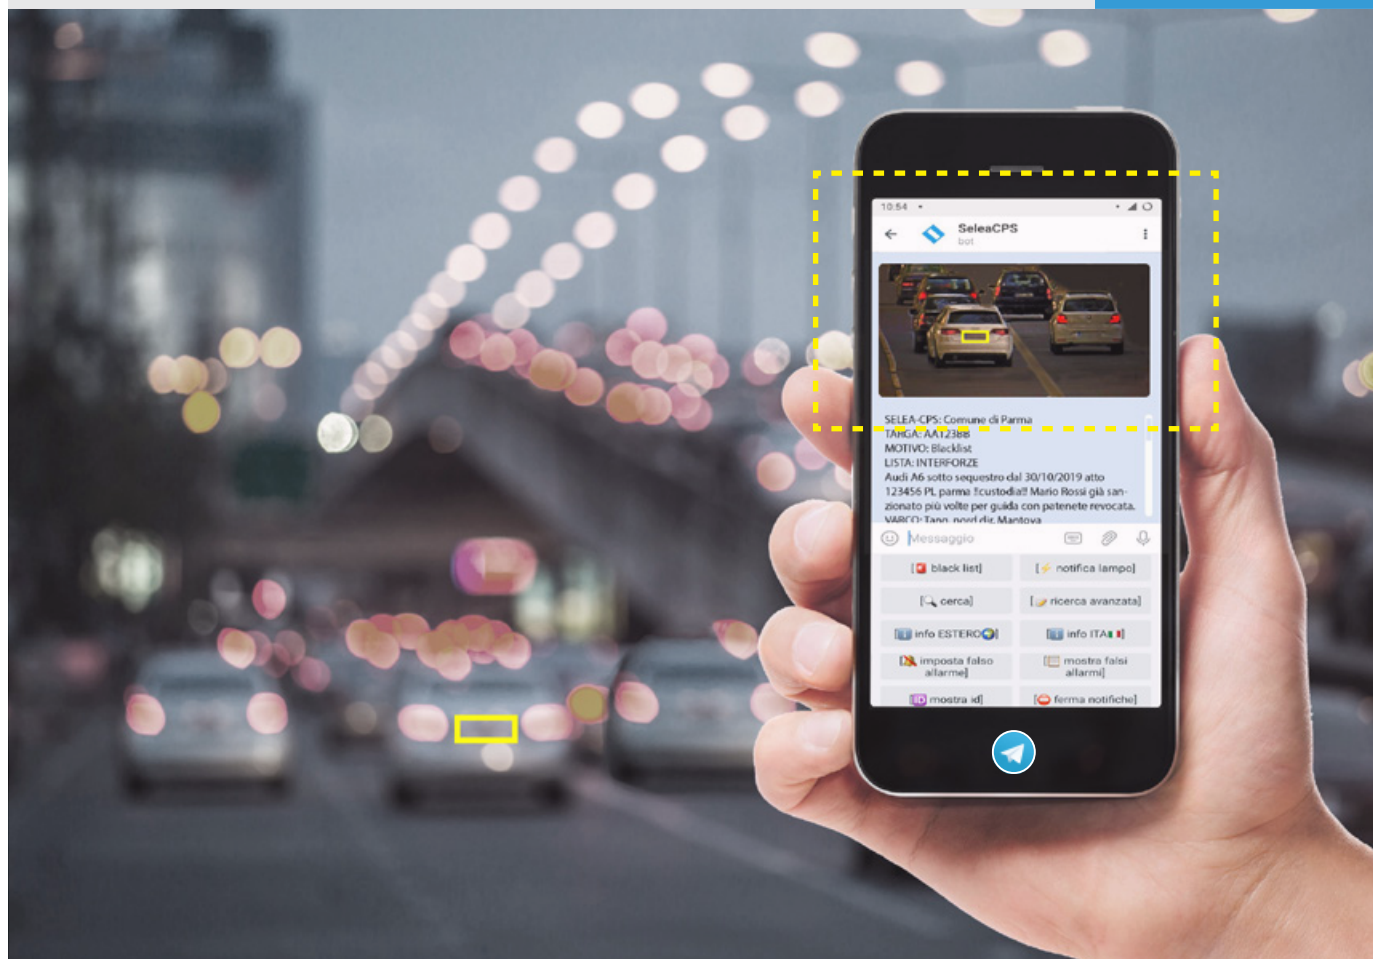 10:54
SeleaCPS
bot
SELEA-CPS: Comune di Parma
TARGA: AA123BB
MOTIVO: Blacklist
LISTA: INTERFORZE
Audi A6 sotto sequestro dal 30/10/2019 atto
123456 PL parma !!custodia!! Mario Rossi già san-
zionato più volte per guida con patenete revocata.
VARCO: Tang. nord dir. Mantova
Messaggio
[black list] [notifica lampo]
[cerca] [ricerca avanzata]
[info ESTERO] [info ITA]
[imposta falso allarme] [mostra falsi allarmi]
[ID mostra id] [ferma notifiche]